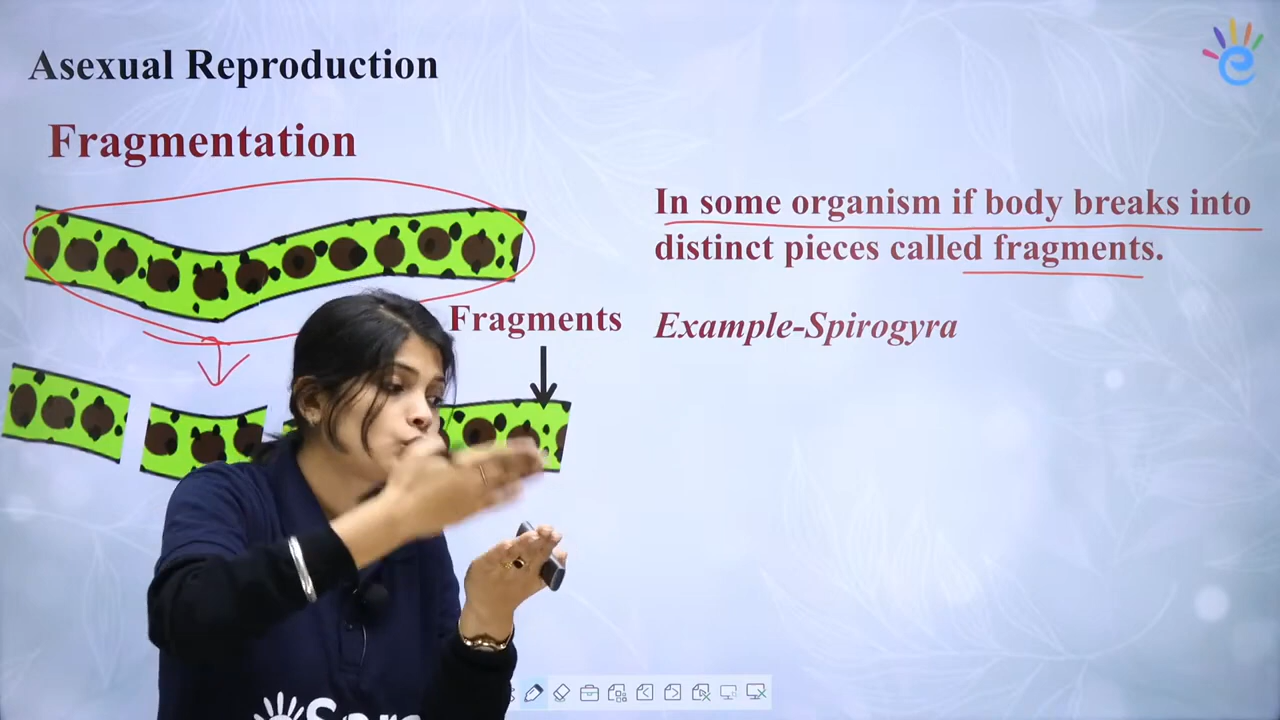 Asexual Reproduction
Fragmentation
In some organism if body breaks into
distinct pieces called fragments.
Fragments
Example-Spirogyra